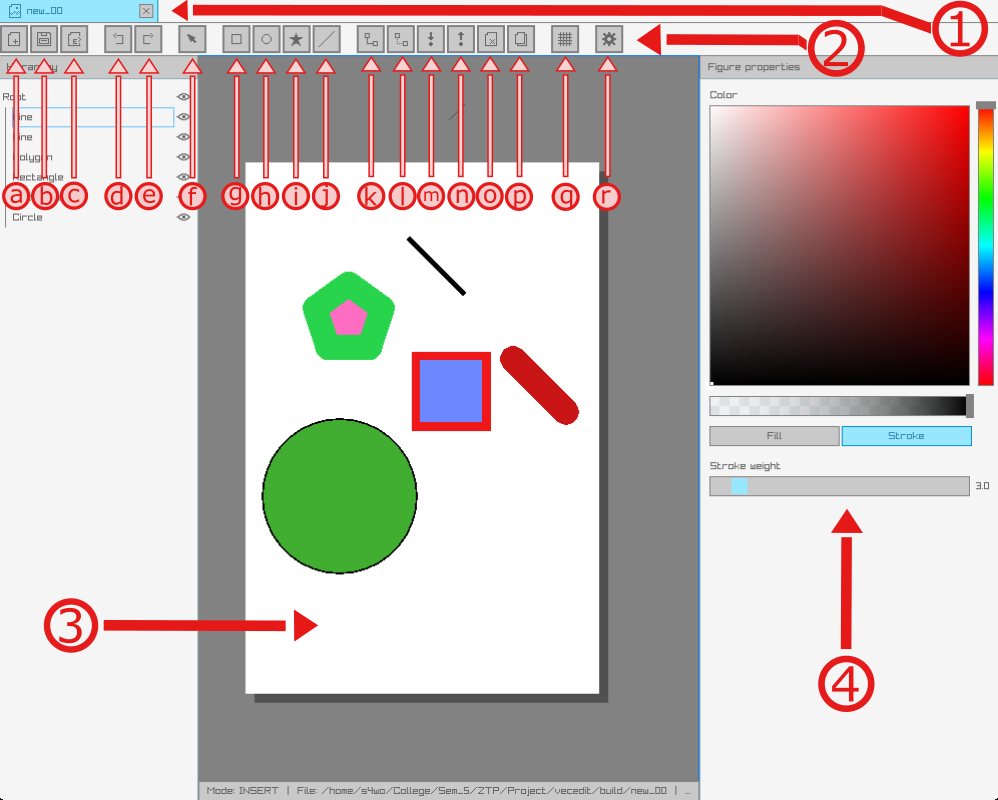 new_00
1
2
Hierarchy
Figure properties
Root
Color
Line
Line
Polygon
Rectangle
a b c d e f g h i j k l m n o p q r
Circle
Fill
Stroke
Stroke weight
3.0
3
4
Mode: INSERT | File: /home/s4wo/College/Sem_5/ZTP/Project/vecedit/build/new_00 | ...